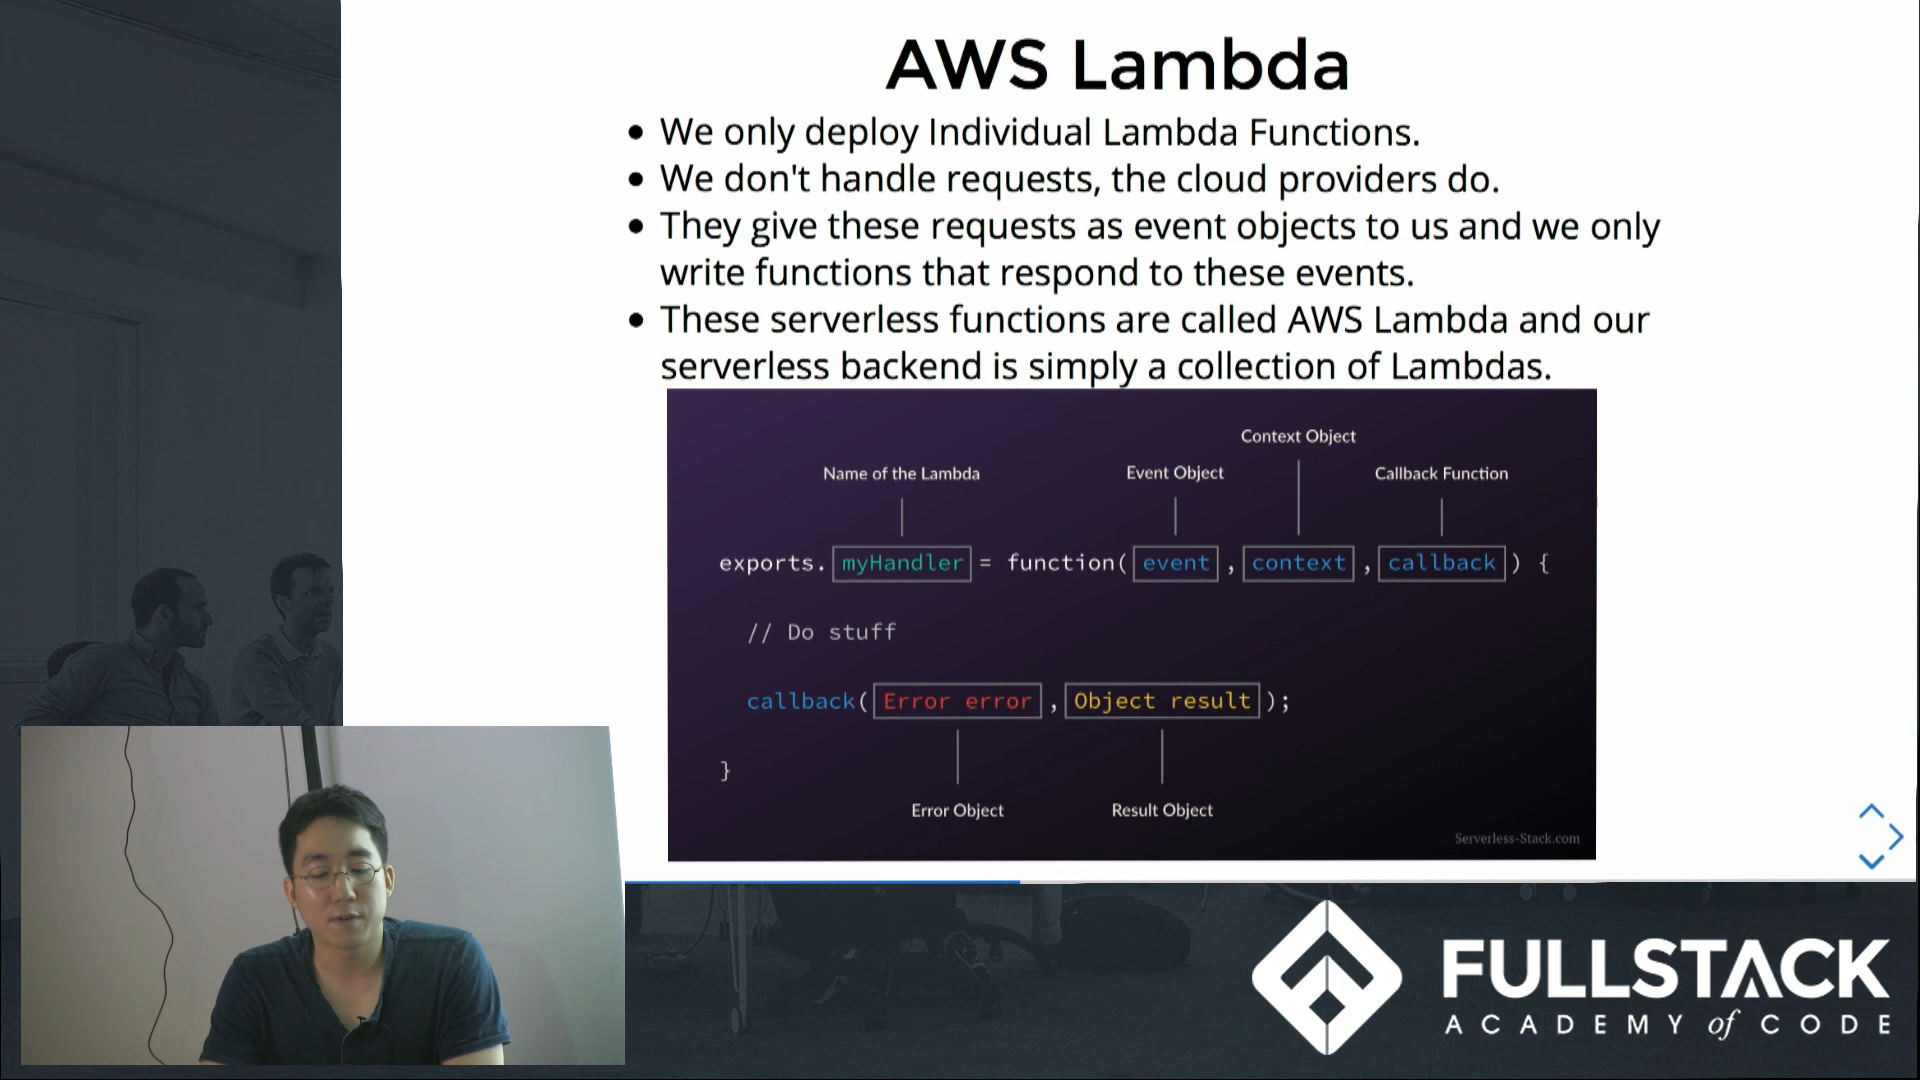 AWS Lambda
• We only deploy Individual Lambda Functions.
• We don't handle requests, the cloud providers do.
• They give these requests as event objects to us and we only
write functions that respond to these events.
• These serverless functions are called AWS Lambda and our
serverless backend is simply a collection of Lambdas.
Context Object
Name of the Lambda Event Object Callback Function
exports. myHandler = function( event , context , callback ) {
// Do stuff
callback( Error error , Object result );
}
Error Object Result Object
Serverless-Stack.com
FULLSTACK
ACADEMY of CODE